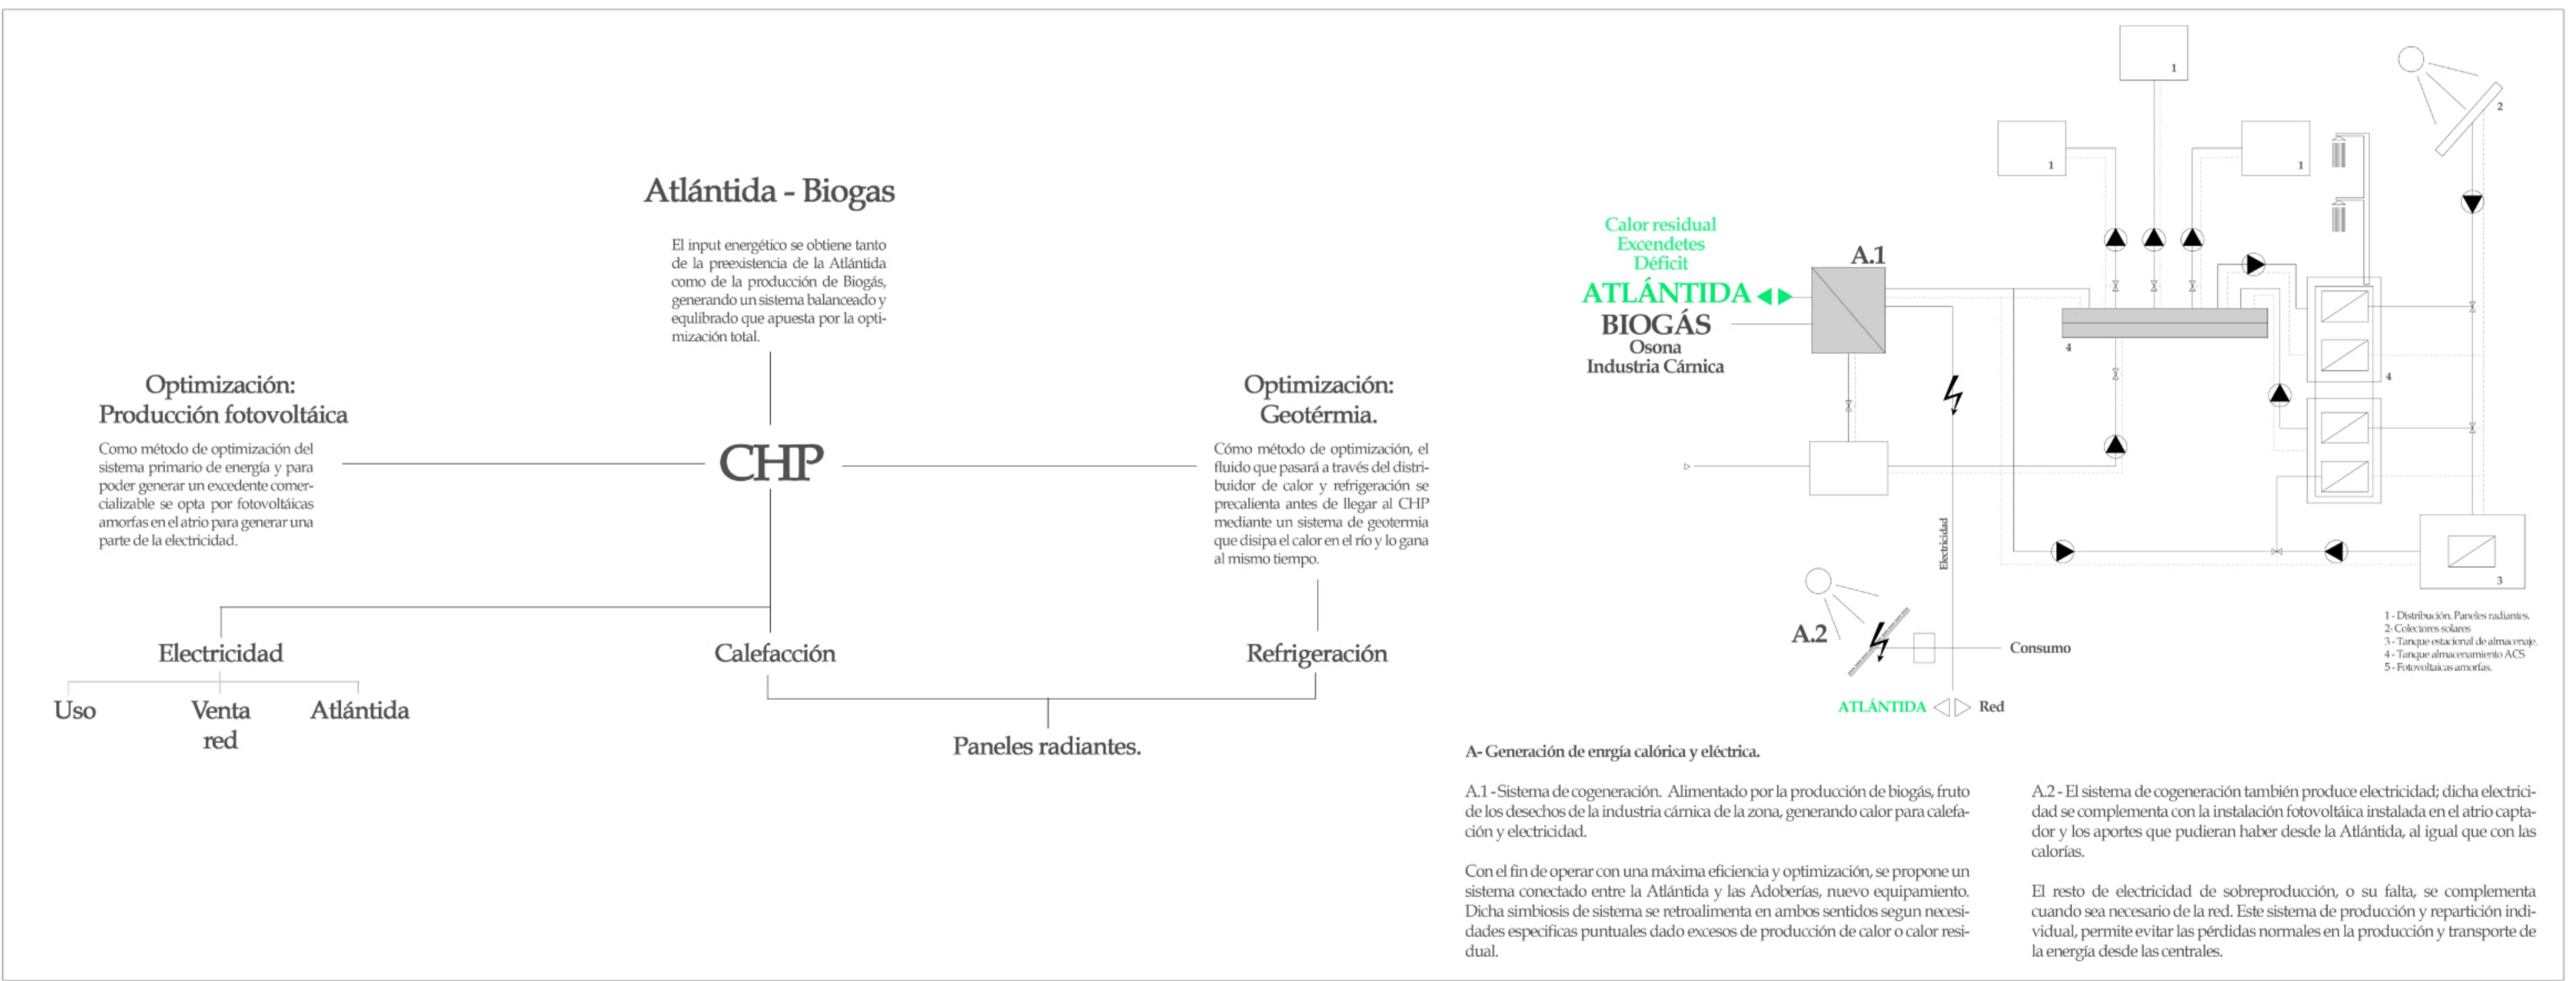 Atlántida - Biogas
El input energético se obtiene tanto
de la preexistencia de la Atlántida
como de la producción de Biogás,
generando un sistema balanceado y
equlibrado que apuesta por la opti-
mización total.
Optimización:
Producción fotovoltáica
Como método de optimización del
sistema primario de energía y para
poder generar un excedente comer-
cializable se opta por fotovoltáicas
amorfas en el atrio para generar una
parte de la electricidad.
CHP
Optimización:
Geotérmia.
Cómo método de optimización, el
fluido que pasará a través del distri-
buidor de calor y refrigeración se
precalienta antes de llegar al CHP
mediante un sistema de geotermia
que disipa el calor en el río y lo gana
al mismo tiempo.
Electricidad
Calefacción
Refrigeración
Uso
Venta
red
Atlántida
Paneles radiantes.
Calor residual
Excendetes
Déficit
ATLÁNTIDA
BIOGÁS
Osona
Industria Cárnica
A.1
1
1
1
2
4
4
3
Electricidad
A.2
Consumo
ATLÁNTIDA
Red
1 - Distribución. Paneles radiantes.
2- Colectores solares
3 - Tanque estacional de almacenaje.
4 - Tanque almacenamiento ACS
5 - Fotovoltaicas amorfas.
A- Generación de enrgía calórica y eléctrica.
A.1 - Sistema de cogeneración. Alimentado por la producción de biogás, fruto
de los desechos de la industria cárnica de la zona, generando calor para calefa-
ción y electricidad.
Con el fin de operar con una máxima eficiencia y optimización, se propone un
sistema conectado entre la Atlántida y las Adoberías, nuevo equipamiento.
Dicha simbiosis de sistema se retroalimenta en ambos sentidos segun necesi-
dades especificas puntuales dado excesos de producción de calor o calor resi-
dual.
A.2 - El sistema de cogeneración también produce electricidad; dicha electrici-
dad se complementa con la instalación fotovoltáica instalada en el atrio capta-
dor y los aportes que pudieran haber desde la Atlántida, al igual que con las
calorías.
El resto de electricidad de sobreproducción, o su falta, se complementa
cuando sea necesario de la red. Este sistema de producción y repartición indi-
vidual, permite evitar las pérdidas normales en la producción y transporte de
la energía desde las centrales.